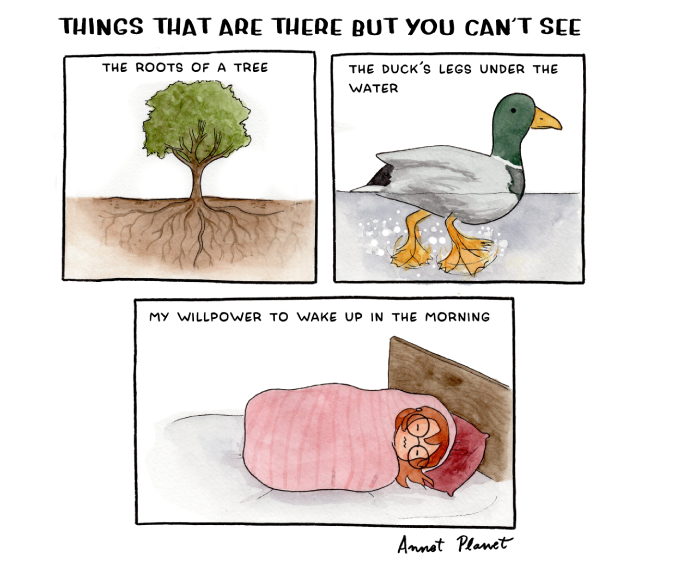 THINGS THAT ARE THERE BUT YOU CAN'T SEE
THE ROOTS OF A TREE
THE DUCK'S LEGS UNDER THE
WATER
MY WILLPOWER TO WAKE UP IN THE MORNING
Annot Planet